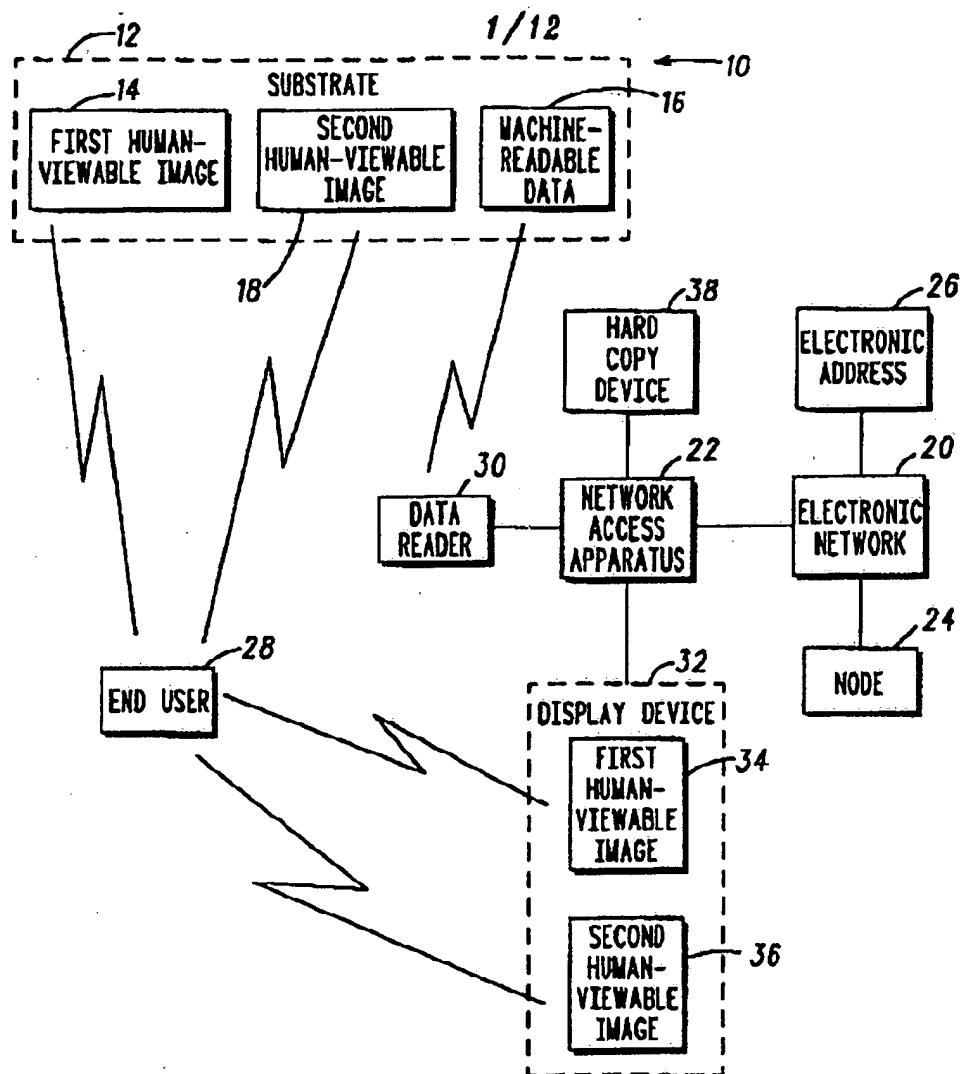 1/12
12
10
SUBSTRATE
14
FIRST HUMAN-
VIEWABLE IMAGE
SECOND
HUMAN-VIEWABLE
IMAGE
18
16
MACHINE-
READABLE
DATA
38
HARD
COPY
DEVICE
26
ELECTRONIC
ADDRESS
30
DATA
READER
22
NETWORK
ACCESS
APPARATUS
20
ELECTRONIC
NETWORK
24
NODE
28
END USER
32
DISPLAY DEVICE
FIRST
HUMAN-
VIEWABLE
IMAGE
34
SECOND
HUMAN-
VIEWABLE
IMAGE
36